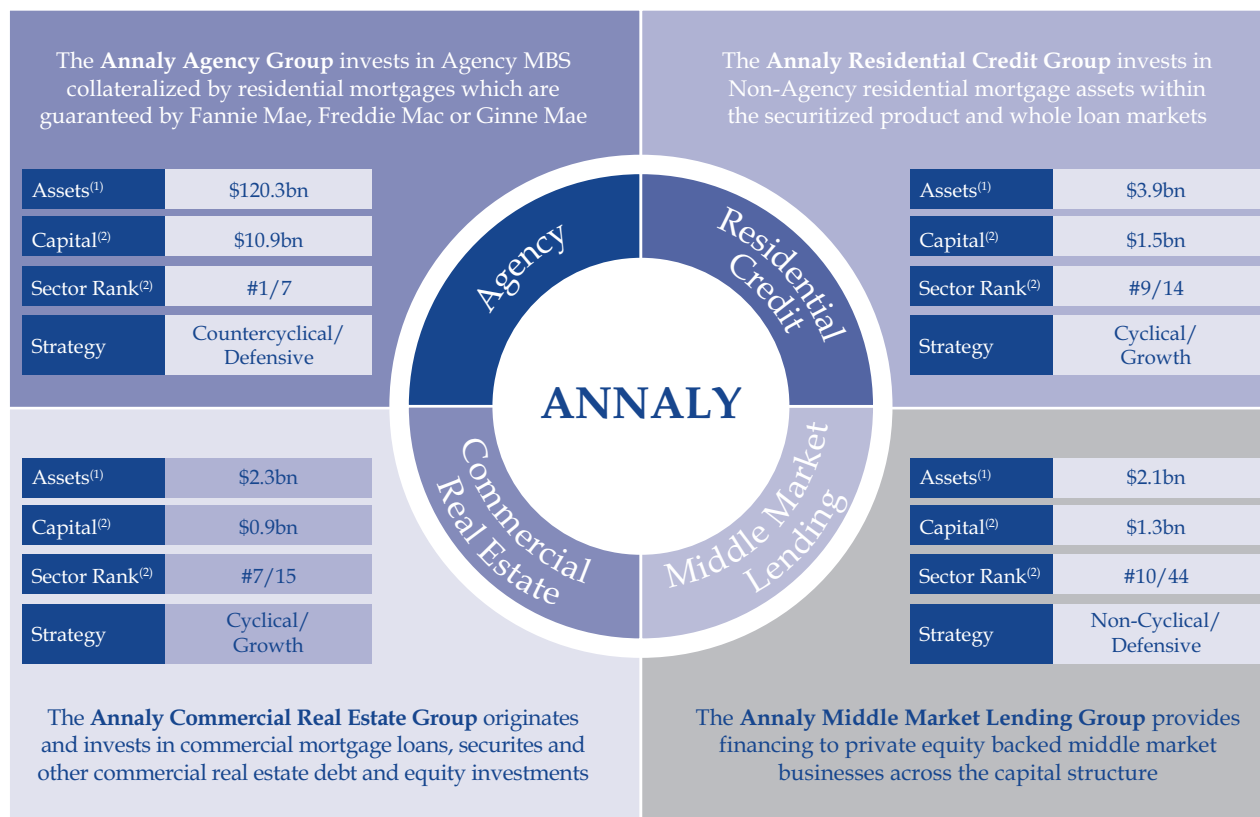 The Annaly Agency Group invests in Agency MBS
collateralized by residential mortgages which are
guaranteed by Fannie Mae, Freddie Mac or Ginne Mae
Assets(1) $120.3bn
Capital(2) $10.9bn
Sector Rank(2) #1/7
Strategy Countercyclical/
Defensive
The Annaly Residential Credit Group invests in
Non-Agency residential mortgage assets within
the securitized product and whole loan markets
Assets(1) $3.9bn
Capital(2) $1.5bn
Sector Rank(2) #9/14
Strategy Cyclical/
Growth
Agency
Residential
Credit
ANNALY
Commercial
Real Estate
Middle Market
Lending
Assets(1) $2.3bn
Capital(2) $0.9bn
Sector Rank(2) #7/15
Strategy Cyclical/
Growth
The Annaly Commercial Real Estate Group originates
and invests in commercial mortgage loans, securites and
other commercial real estate debt and equity investments
Assets(1) $2.1bn
Capital(2) $1.3bn
Sector Rank(2) #10/44
Strategy Non-Cyclical/
Defensive
The Annaly Middle Market Lending Group provides
financing to private equity backed middle market
businesses across the capital structure